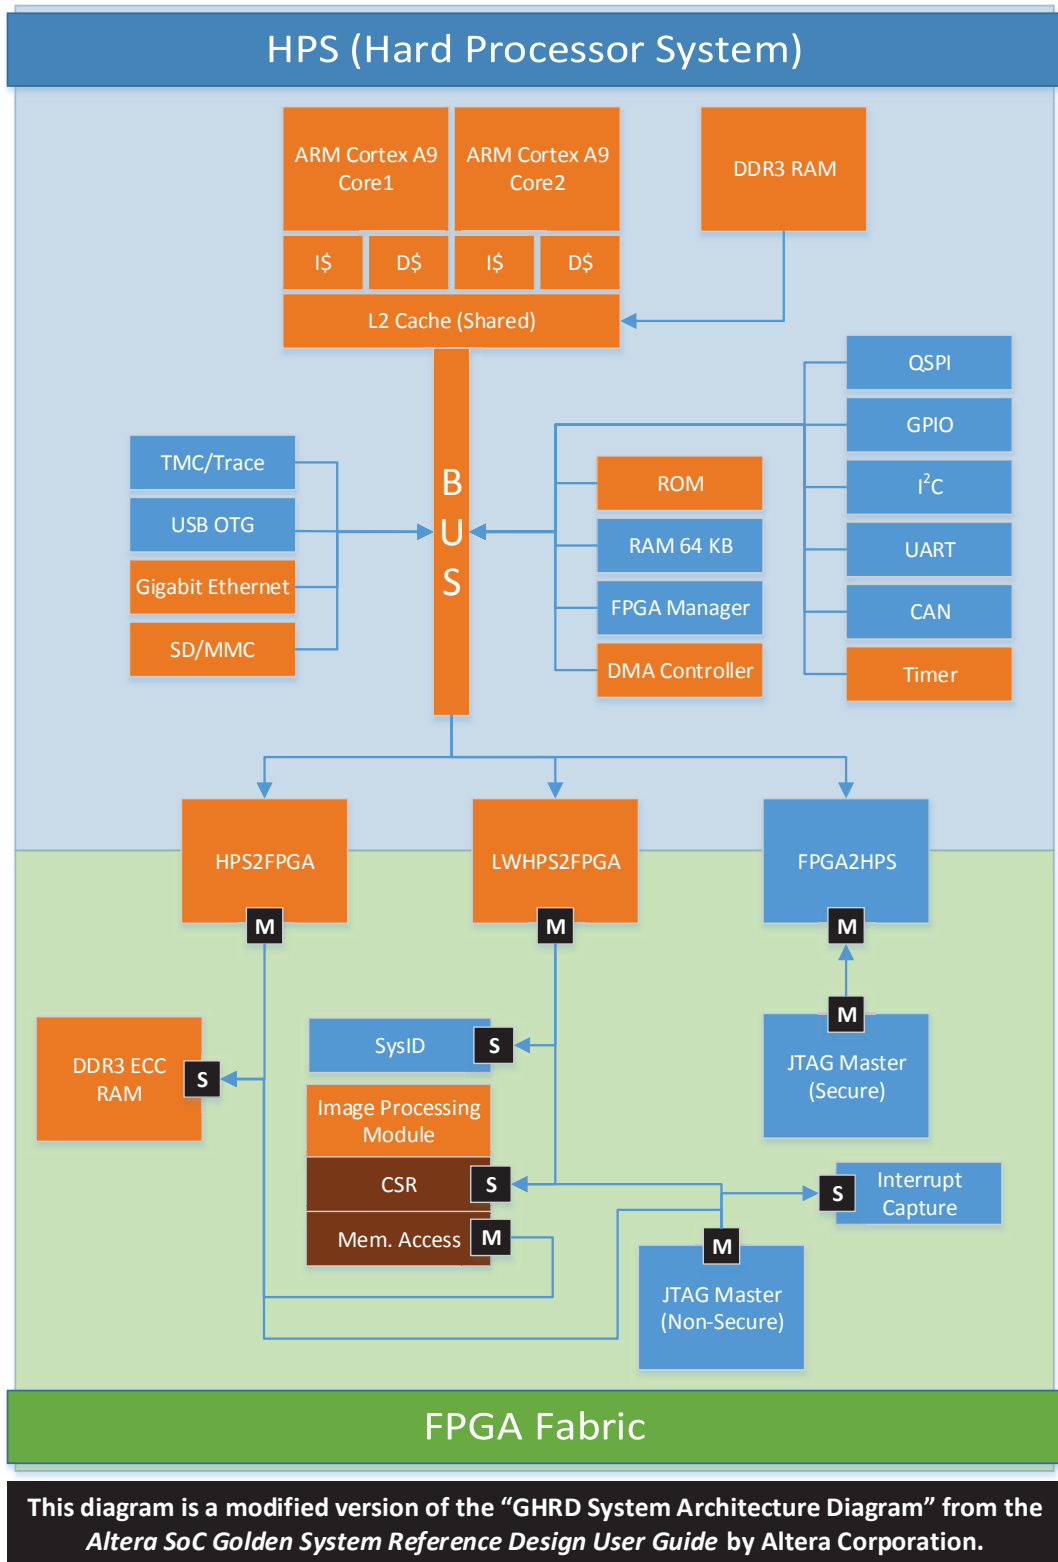 HPS (Hard Processor System)
ARM Cortex A9
Core1
ARM Cortex A9
Core2
DDR3 RAM
I$
D$
I$
D$
L2 Cache (Shared)
B
U
S
TMC/Trace
USB OTG
Gigabit Ethernet
SD/MMC
ROM
RAM 64 KB
FPGA Manager
DMA Controller
QSPI
GPIO
I²C
UART
CAN
Timer
HPS2FPGA
M
LWHPS2FPGA
M
FPGA2HPS
M
DDR3 ECC
RAM
S
SysID
S
Image Processing
Module
CSR
S
Mem. Access
M
M
JTAG Master
(Secure)
S
Interrupt
Capture
M
JTAG Master
(Non-Secure)
FPGA Fabric
This diagram is a modified version of the “GHRD System Architecture Diagram” from the
Altera SoC Golden System Reference Design User Guide by Altera Corporation.